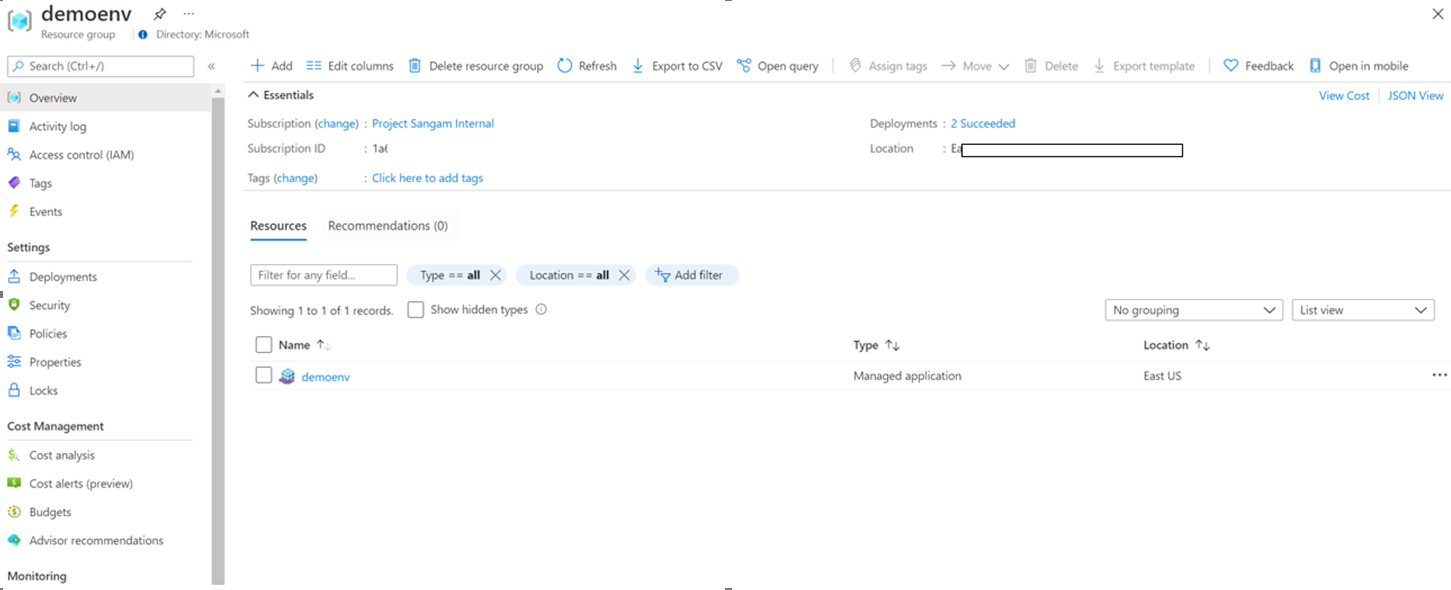 demoenv ...
Resource group Directory: Microsoft
Search (Ctrl+/) «
Add Edit columns Delete resource group Refresh Export to CSV Open query Assign tags Move Delete Export template Feedback Open in mobile
Overview
Activity log
Access control (IAM)
Tags
Events
Settings
Deployments
Security
Policies
Properties
Locks
Cost Management
Cost analysis
Cost alerts (preview)
Budgets
Advisor recommendations
Monitoring
Essentials View Cost JSON View
Subscription (change) : Project Sangam Internal Deployments : 2 Succeeded
Subscription ID : Location :
Tags (change) : Click here to add tags
Resources Recommendations (0)
Filter for any field... Type == all Location == all Add filter
Showing 1 to 1 of 1 records. Show hidden types No grouping List view
Name Type Location
demoenv Managed application East US ...